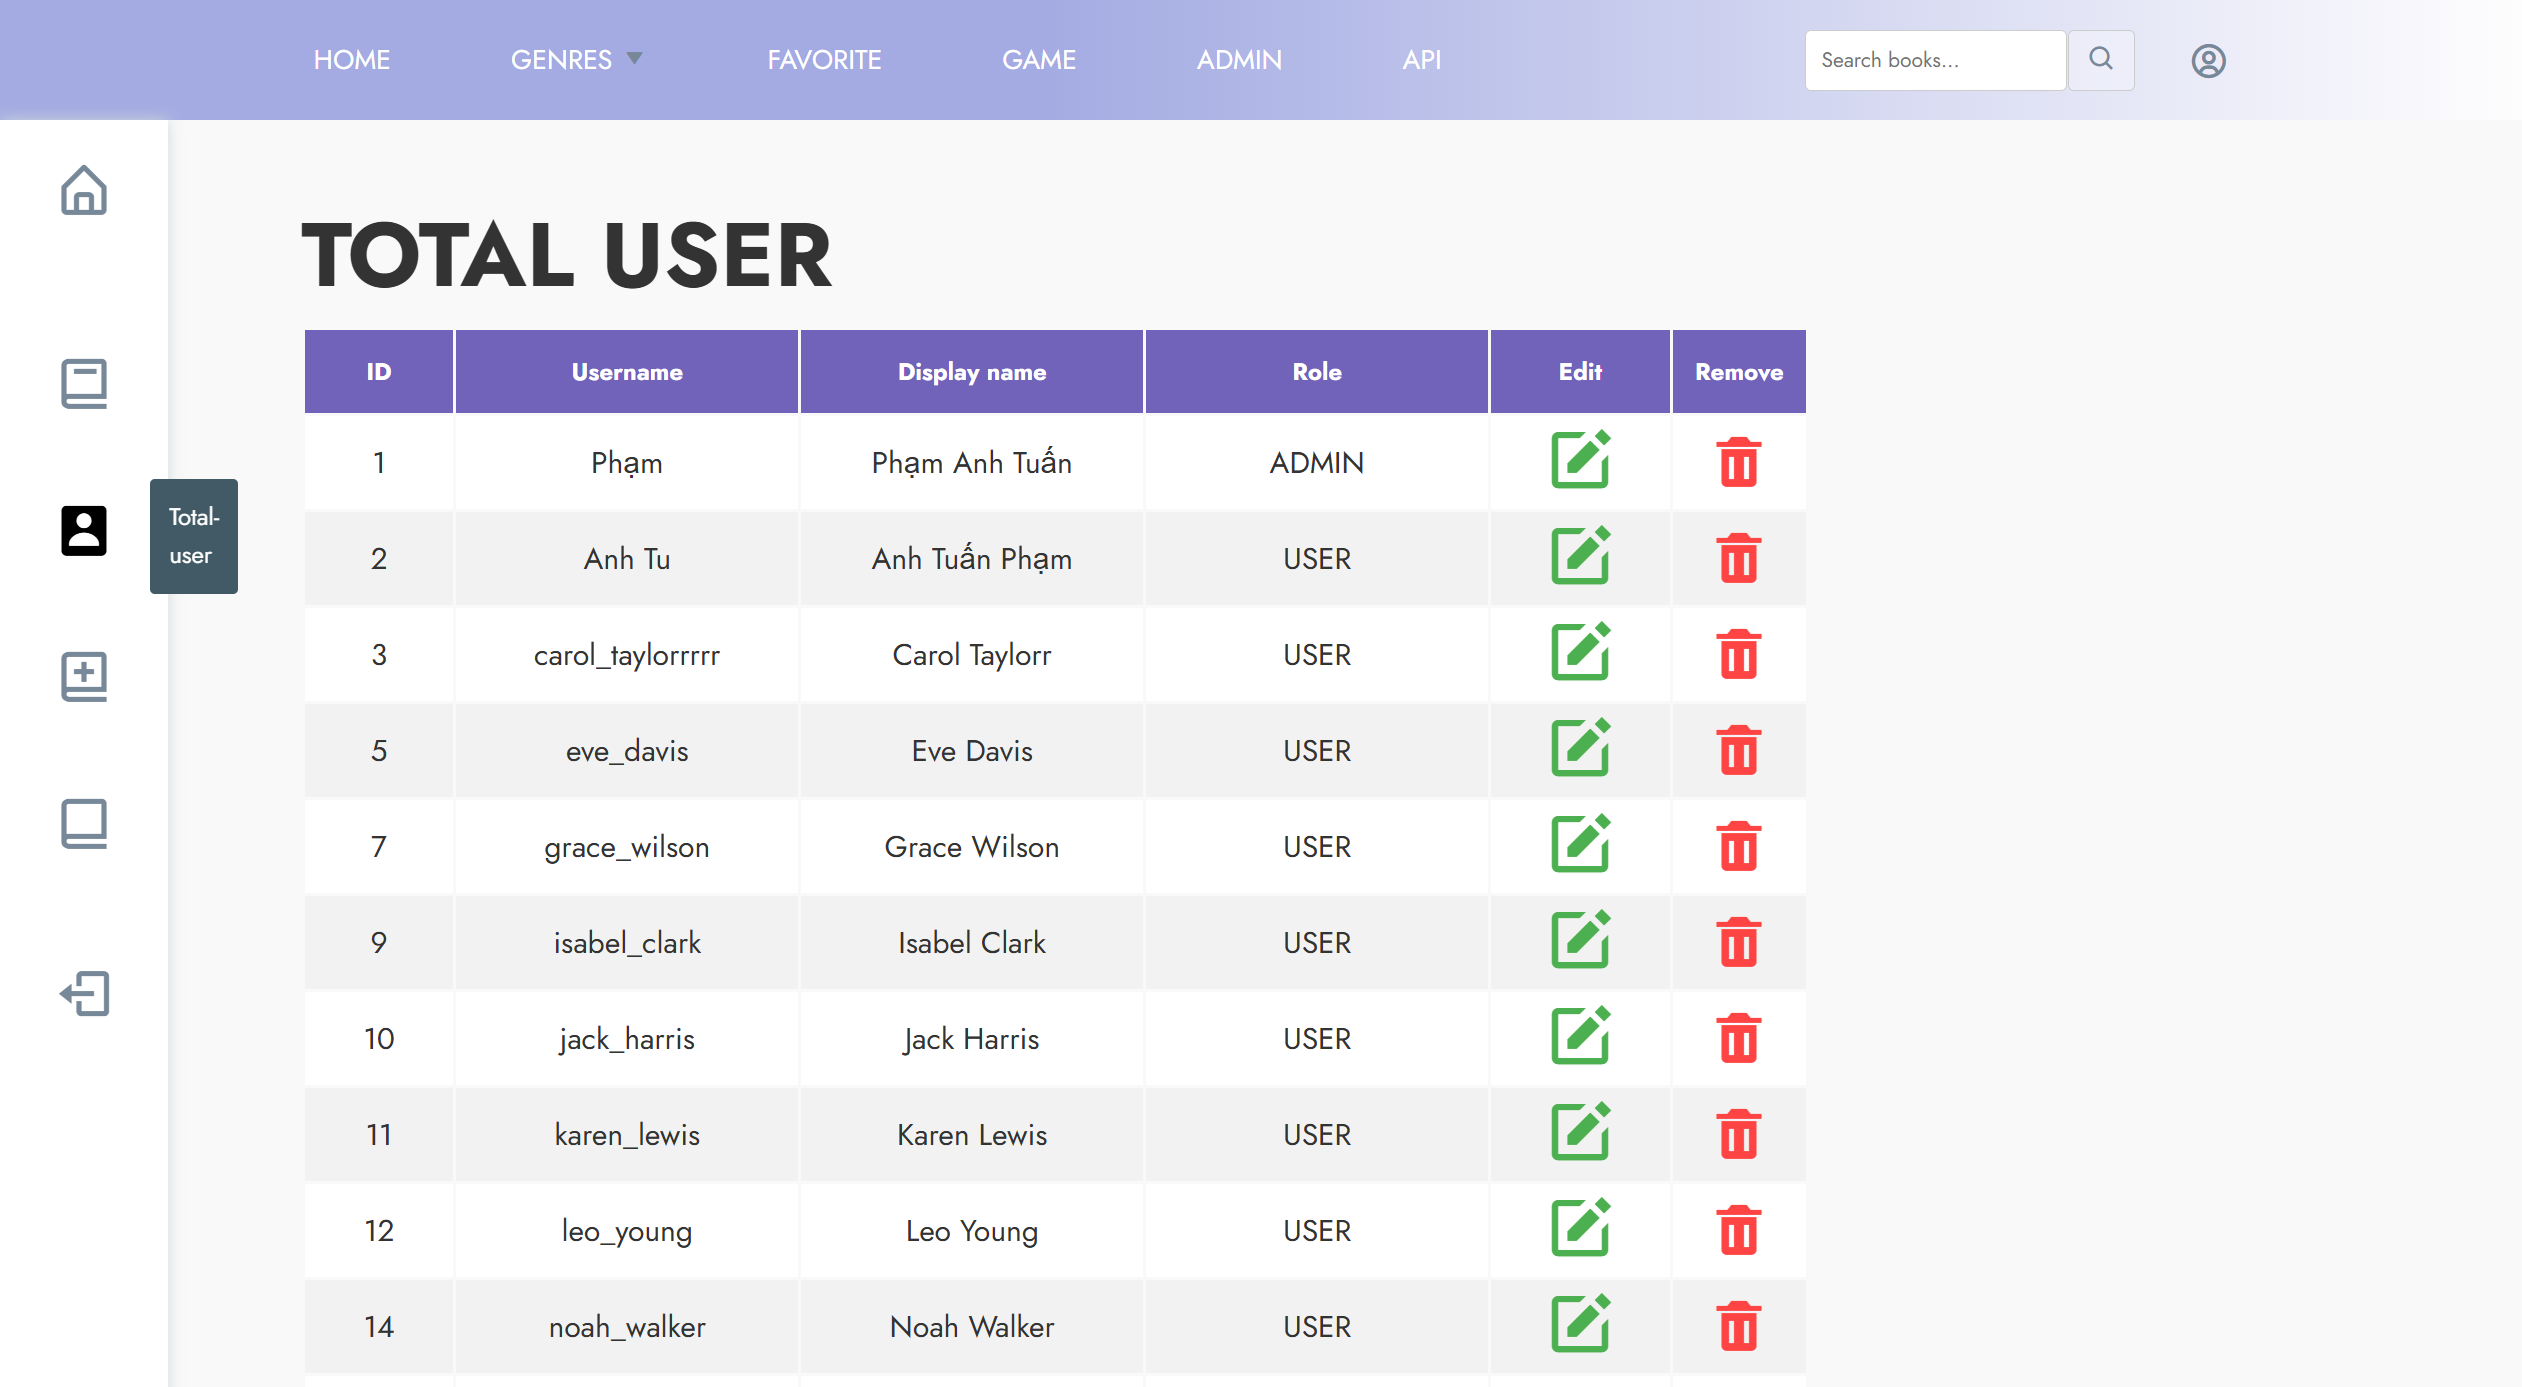 HOME GENRES FAVORITE GAME ADMIN API Search books...
TOTAL USER
Total-
user
ID Username Display name Role Edit Remove
1 Phạm Phạm Anh Tuấn ADMIN
2 Anh Tu Anh Tuấn Phạm USER
3 carol_taylorrrrr Carol Taylorr USER
5 eve_davis Eve Davis USER
7 grace_wilson Grace Wilson USER
9 isabel_clark Isabel Clark USER
10 jack_harris Jack Harris USER
11 karen_lewis Karen Lewis USER
12 leo_young Leo Young USER
14 noah_walker Noah Walker USER